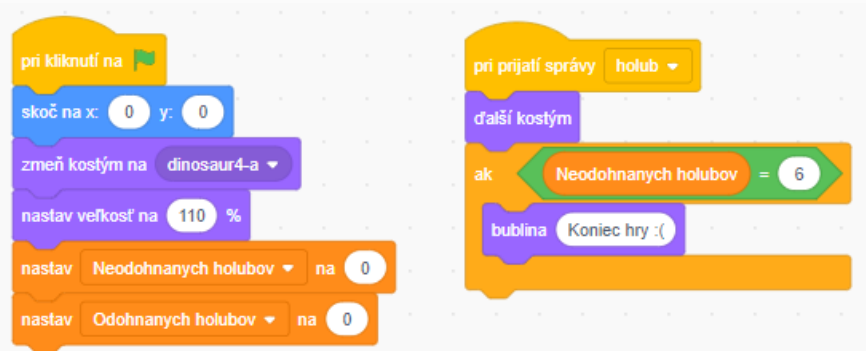 pri kliknutí na
skoč na x: 0 y: 0
zmeň kostým na dinosaur4-a
nastav veľkosť na 110 %
nastav Neodohnanych holubov na 0
nastav Odohnanych holubov na 0
pri prijatí správy holub
ďalší kostým
ak Neodohnanych holubov = 6
bublina Koniec hry :(